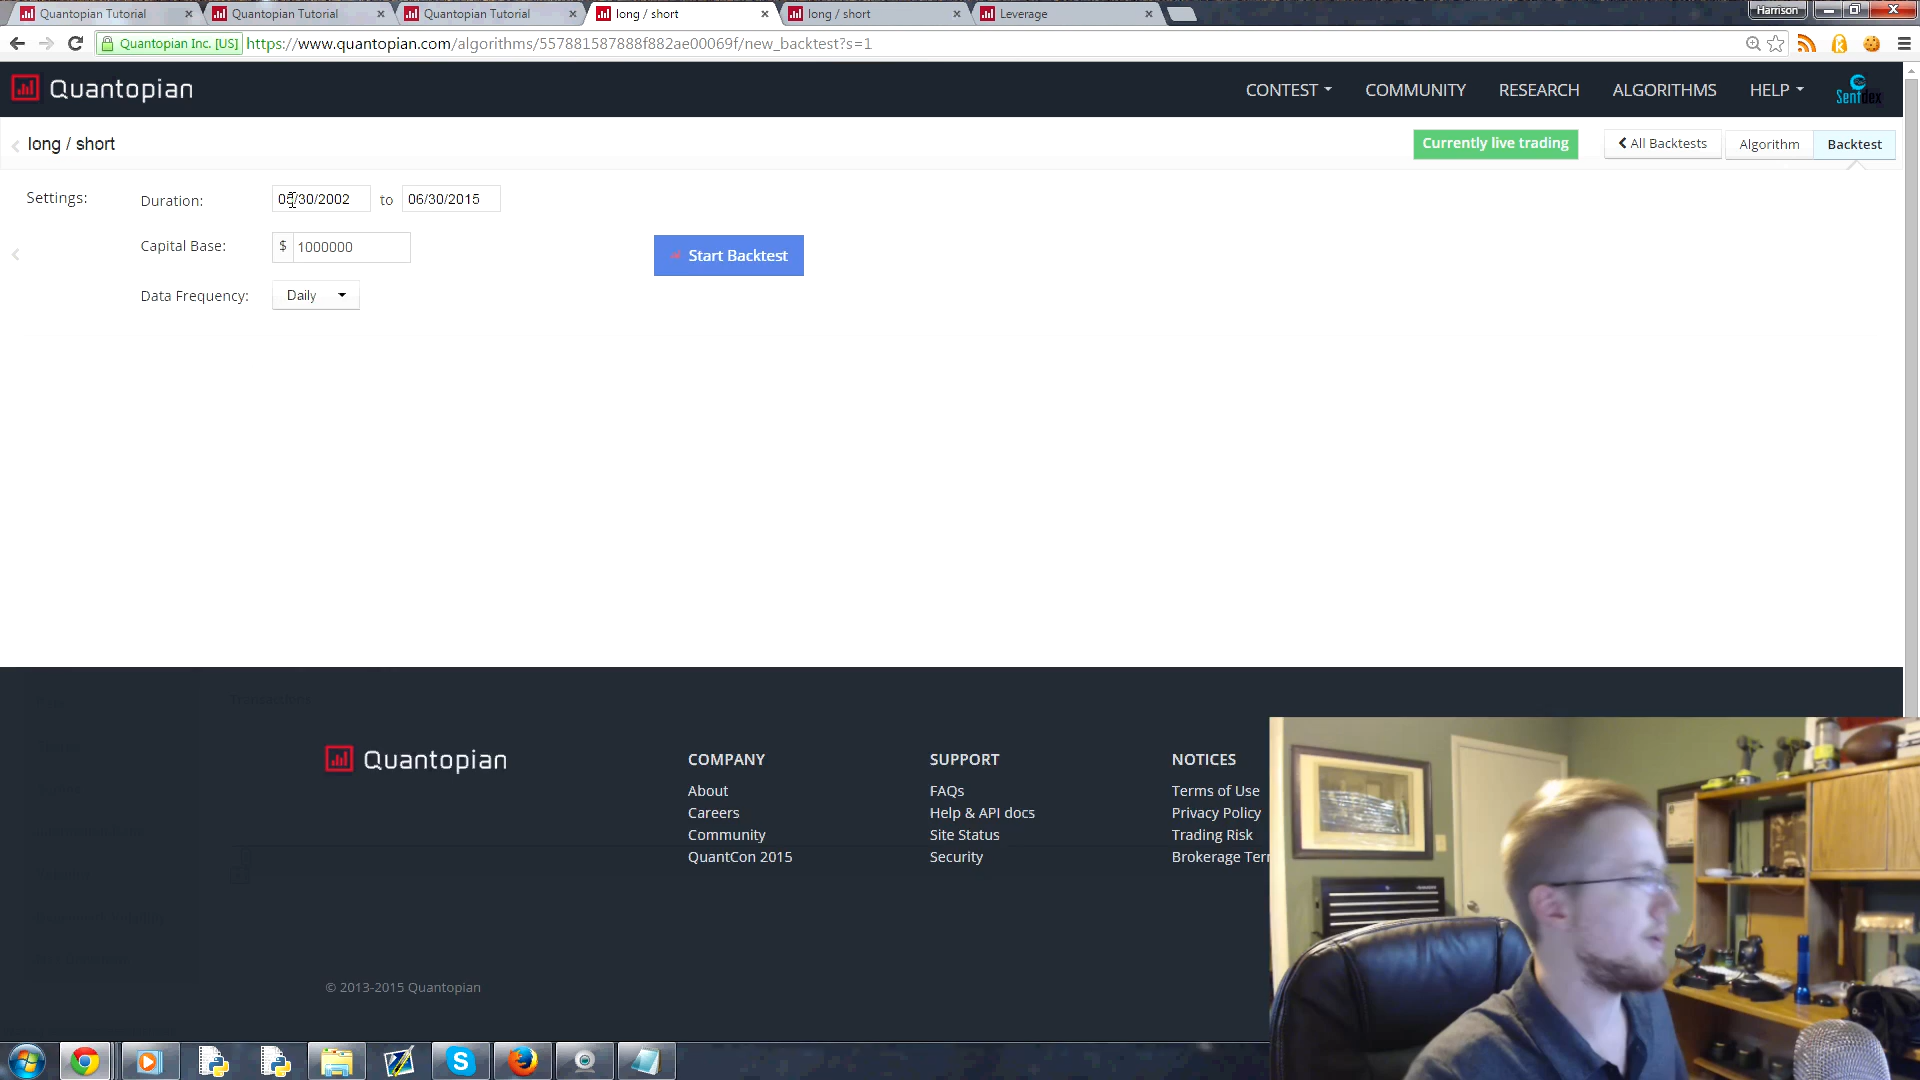 Quantopian Tutorial
Quantopian Tutorial
Quantopian Tutorial
long / short
long / short
Leverage
Harrison
Quantopian Inc. [US]
https://www.quantopian.com/algorithms/557881587888f882ae00069f/new_backtest?s=1
Quantopian
CONTEST
COMMUNITY
RESEARCH
ALGORITHMS
HELP
Sentdex
long / short
Currently live trading
All Backtests
Algorithm
Backtest
Settings:
Duration:
05/30/2002
to
06/30/2015
Capital Base:
$ 1000000
Start Backtest
Data Frequency:
Daily
Transactions
Quantopian
COMPANY
About
Careers
Community
QuantCon 2015
SUPPORT
FAQs
Help & API docs
Site Status
Security
NOTICES
Terms of Use
Privacy Policy
Trading Risk
Brokerage
© 2013-2015 Quantopian